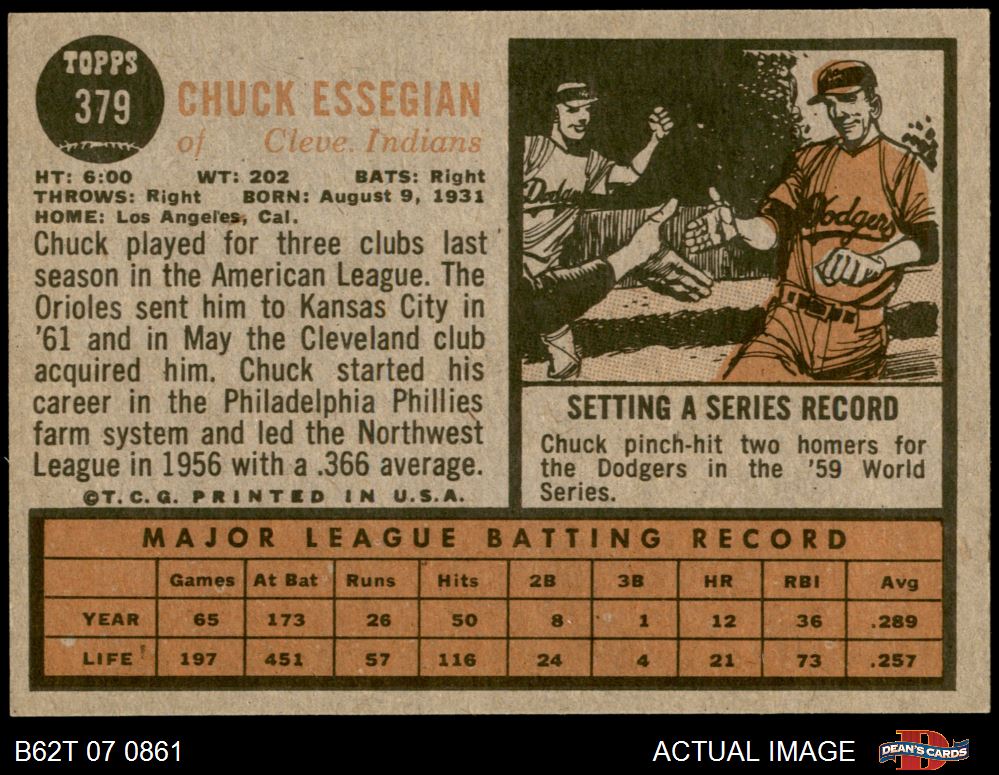 TOPPS
379
CHUCK ESSEGIAN
of Cleve. Indians
HT: 6:00 WT: 202 BATS: Right
THROWS: Right BORN: August 9, 1931
HOME: Los Angeles, Cal.
Chuck played for three clubs last
season in the American League. The
Orioles sent him to Kansas City in
'61 and in May the Cleveland club
acquired him. Chuck started his
career in the Philadelphia Phillies
farm system and led the Northwest
League in 1956 with a .366 average.
©T.C.G. PRINTED IN U.S.A.
Dodgers
SETTING A SERIES RECORD
Chuck pinch-hit two homers for
the Dodgers in the '59 World
Series.
MAJOR LEAGUE BATTING RECORD
Games At Bat Runs Hits 2B 3B HR RBI Avg
YEAR 65 173 26 50 8 1 12 36 .289
LIFE 197 451 57 116 24 4 21 73 .257
B62T 07 0861 ACTUAL IMAGE DEAN'S CARDS